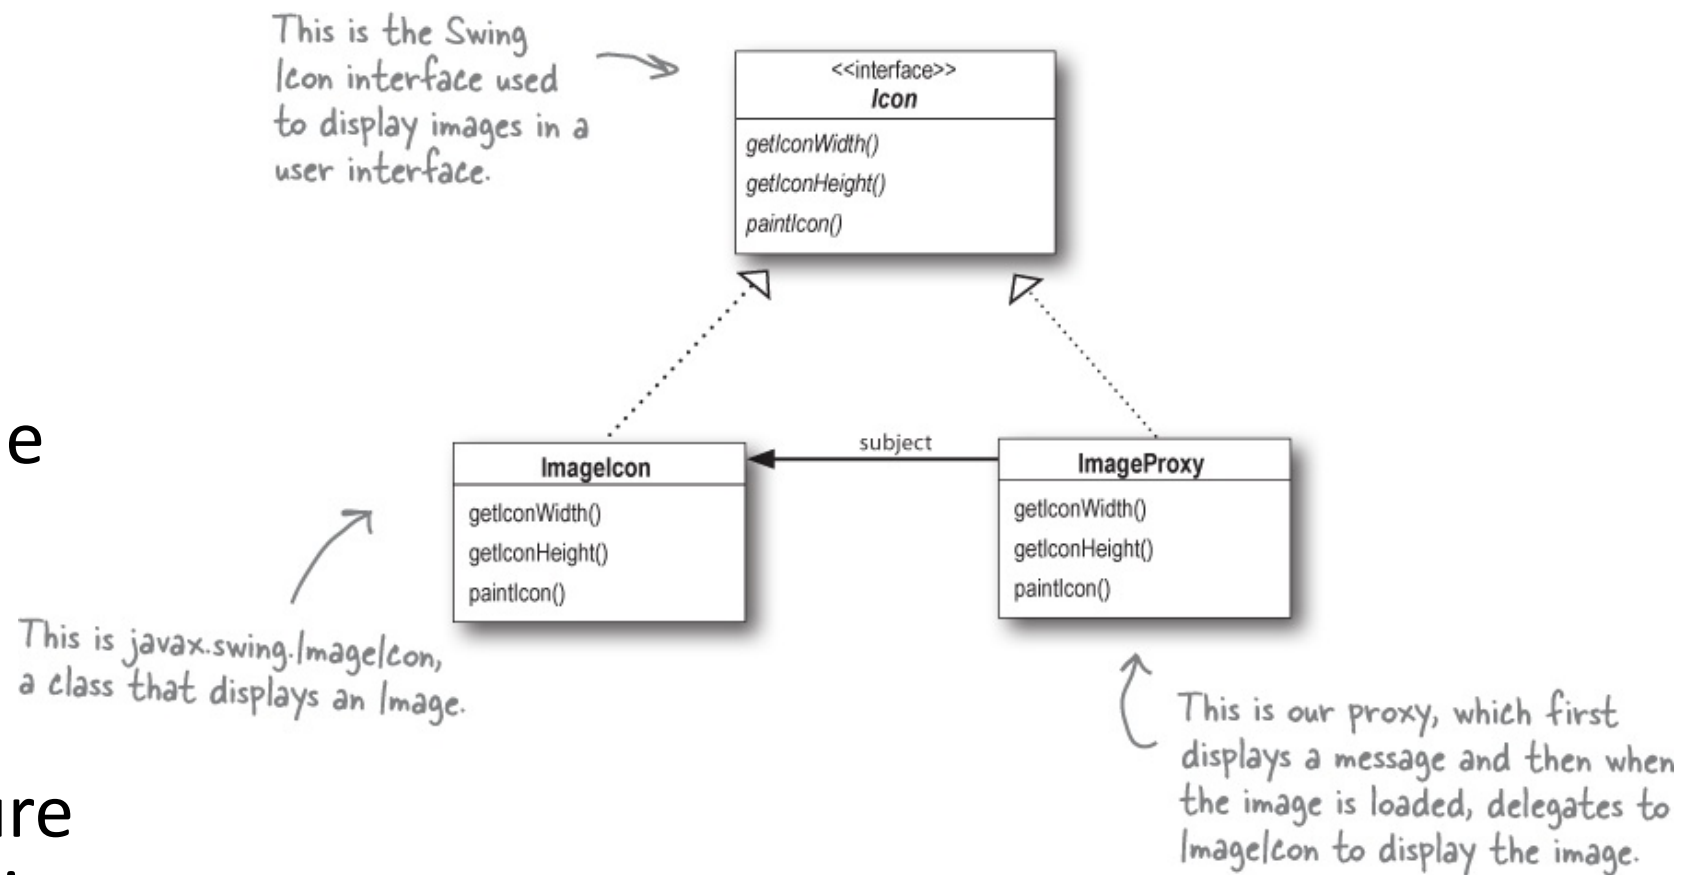 This is the Swing
Icon interface used
to display images in a
user interface.
<<interface>>
Icon
getIconWidth()
getIconHeight()
paintIcon()
e
subject
ImageIcon
getIconWidth()
getIconHeight()
paintIcon()
ImageProxy
getIconWidth()
getIconHeight()
paintIcon()
This is javax.swing.ImageIcon,
a class that displays an Image.
This is our proxy, which first
displays a message and then when
the image is loaded, delegates to
ImageIcon to display the image.
ure